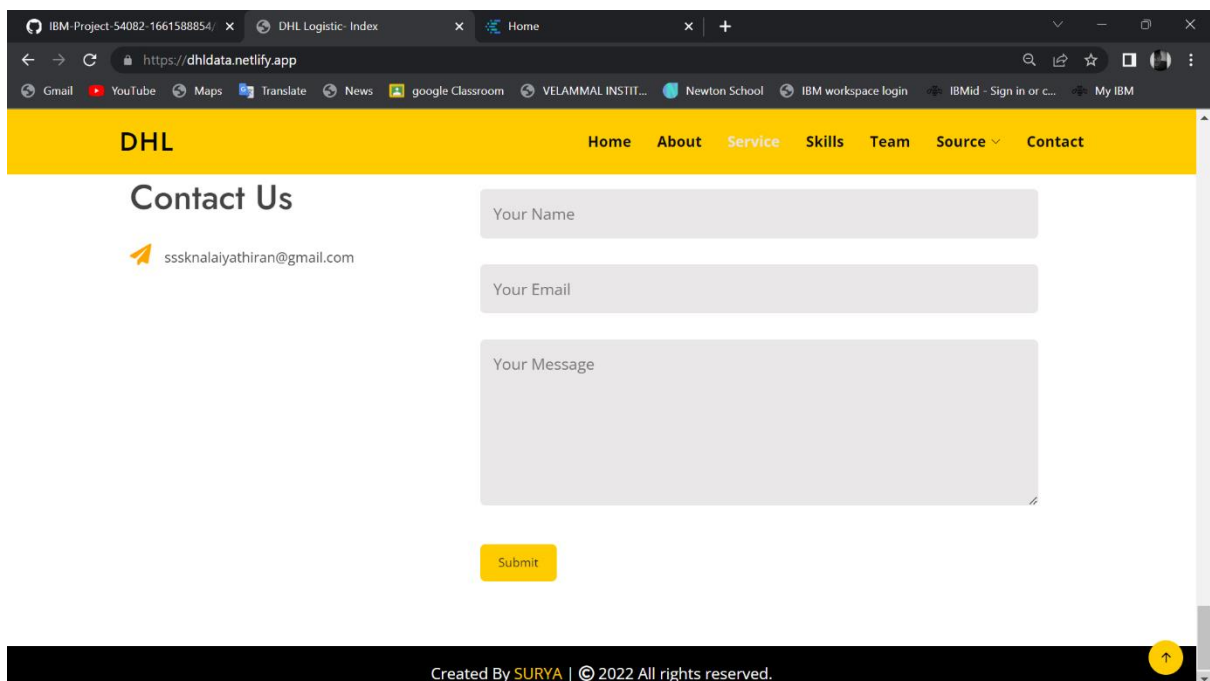 IBM-Project-54082-1661588854/ DHL Logistic- Index Home
https://dhldata.netlify.app
Gmail YouTube Maps Translate News google Classroom VELAMMAL INSTIT... Newton School IBM workspace login IBMid - Sign in or c... My IBM
DHL Home About Service Skills Team Source Contact
Contact Us
sssknalaiyathiran@gmail.com
Your Name
Your Email
Your Message
Submit
Created By SURYA | © 2022 All rights reserved.